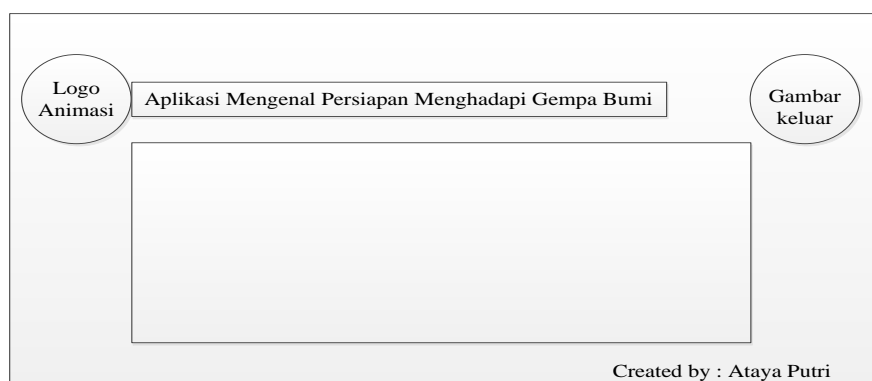 Logo
Animasi
Aplikasi Mengenal Persiapan Menghadapi Gempa Bumi
Gambar
keluar
Created by : Ataya Putri